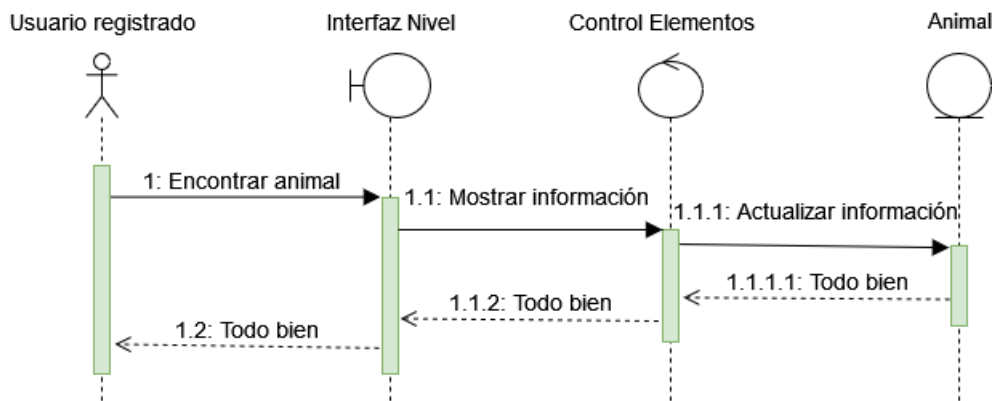 Usuario registrado
Interfaz Nivel
Control Elementos
Animal
1: Encontrar animal
1.1: Mostrar información
1.1.1: Actualizar información
1.1.1.1: Todo bien
1.1.2: Todo bien
1.2: Todo bien